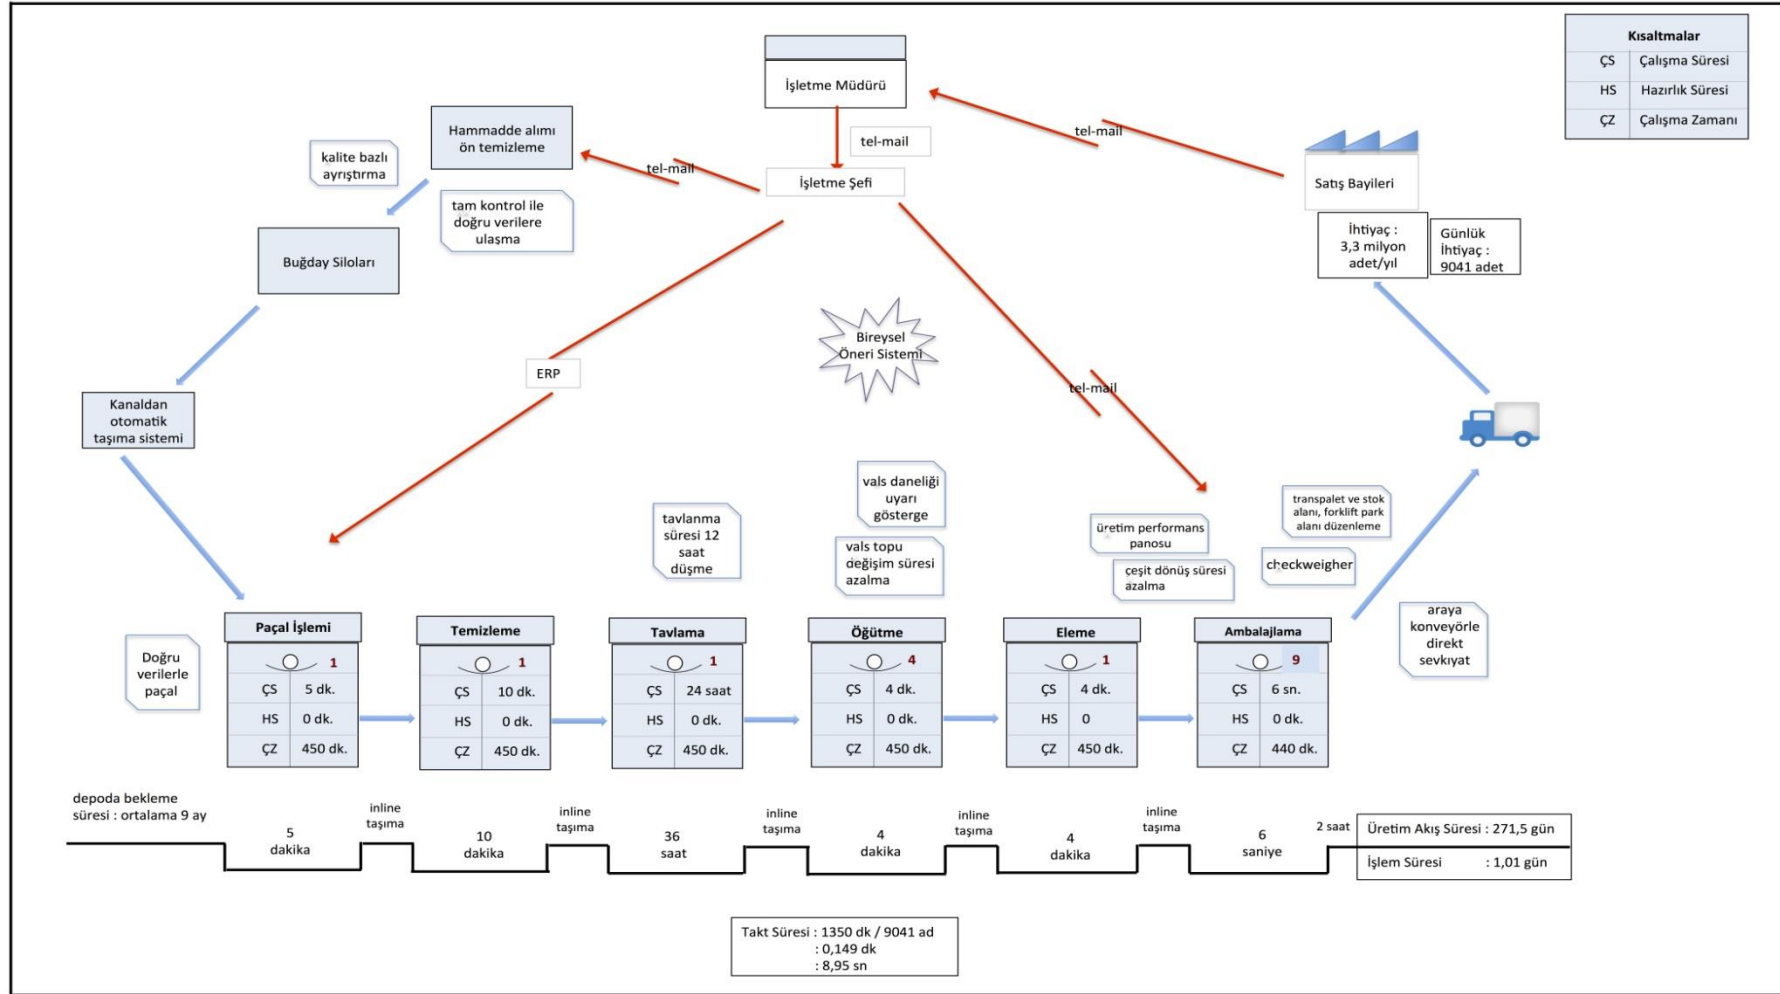 Kısaltmalar
ÇS Çalışma Süresi
HS Hazırlık Süresi
ÇZ Çalışma Zamanı
İşletme Müdürü
tel-mail
İşletme Şefi
tel-mail
tel-mail
Hammadde alımı
ön temizleme
kalite bazlı
ayrıştırma
tam kontrol ile
doğru verilere
ulaşma
Buğday Siloları
Satış Bayileri
İhtiyaç :
3,3 milyon
adet/yıl
Günlük
İhtiyaç :
9041 adet
Bireysel
Öneri Sistemi
ERP
tel-mail
Kanaldan
otomatik
taşıma sistemi
tavlanma
süresi 12
saat
düşme
vals daneliği
uyarı
gösterge
vals topu
değişim süresi
azalma
üretim performans
panosu
çeşit dönüş süresi
azalma
transpalet ve stok
alanı, forklift park
alanı düzenleme
checkweigher
araya
konveyörle
direkt
sevkıyat
Doğru
verilerle
paçal
Paçal İşlemi
1
ÇS 5 dk.
HS 0 dk.
ÇZ 450 dk.
Temizleme
1
ÇS 10 dk.
HS 0 dk.
ÇZ 450 dk.
Tavlama
1
ÇS 24 saat
HS 0 dk.
ÇZ 450 dk.
Öğütme
4
ÇS 4 dk.
HS 0 dk.
ÇZ 450 dk.
Eleme
1
ÇS 4 dk.
HS 0
ÇZ 450 dk.
Ambalajlama
9
ÇS 6 sn.
HS 0 dk.
ÇZ 440 dk.
depoda bekleme
süresi : ortalama 9 ay
5
dakika
inline
taşıma
10
dakika
inline
taşıma
36
saat
inline
taşıma
4
dakika
inline
taşıma
4
dakika
inline
taşıma
6
saniye
2 saat
Üretim Akış Süresi : 271,5 gün
İşlem Süresi : 1,01 gün
Takt Süresi : 1350 dk / 9041 ad
: 0,149 dk
: 8,95 sn